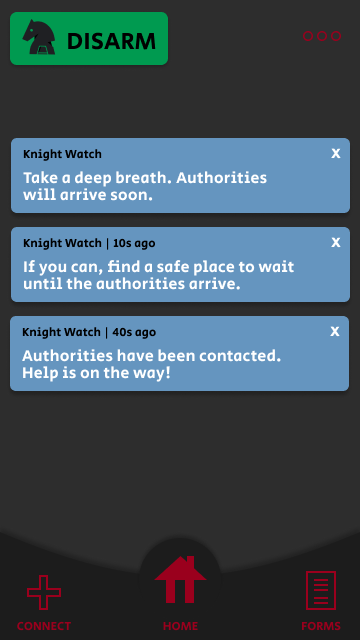 DISARM
Knight Watch
X
Take a deep breath. Authorities
will arrive soon.
Knight Watch | 10s ago
X
If you can, find a safe place to wait
until the authorities arrive.
Knight Watch | 40s ago
X
Authorities have been contacted.
Help is on the way!
CONNECT
HOME
FORMS